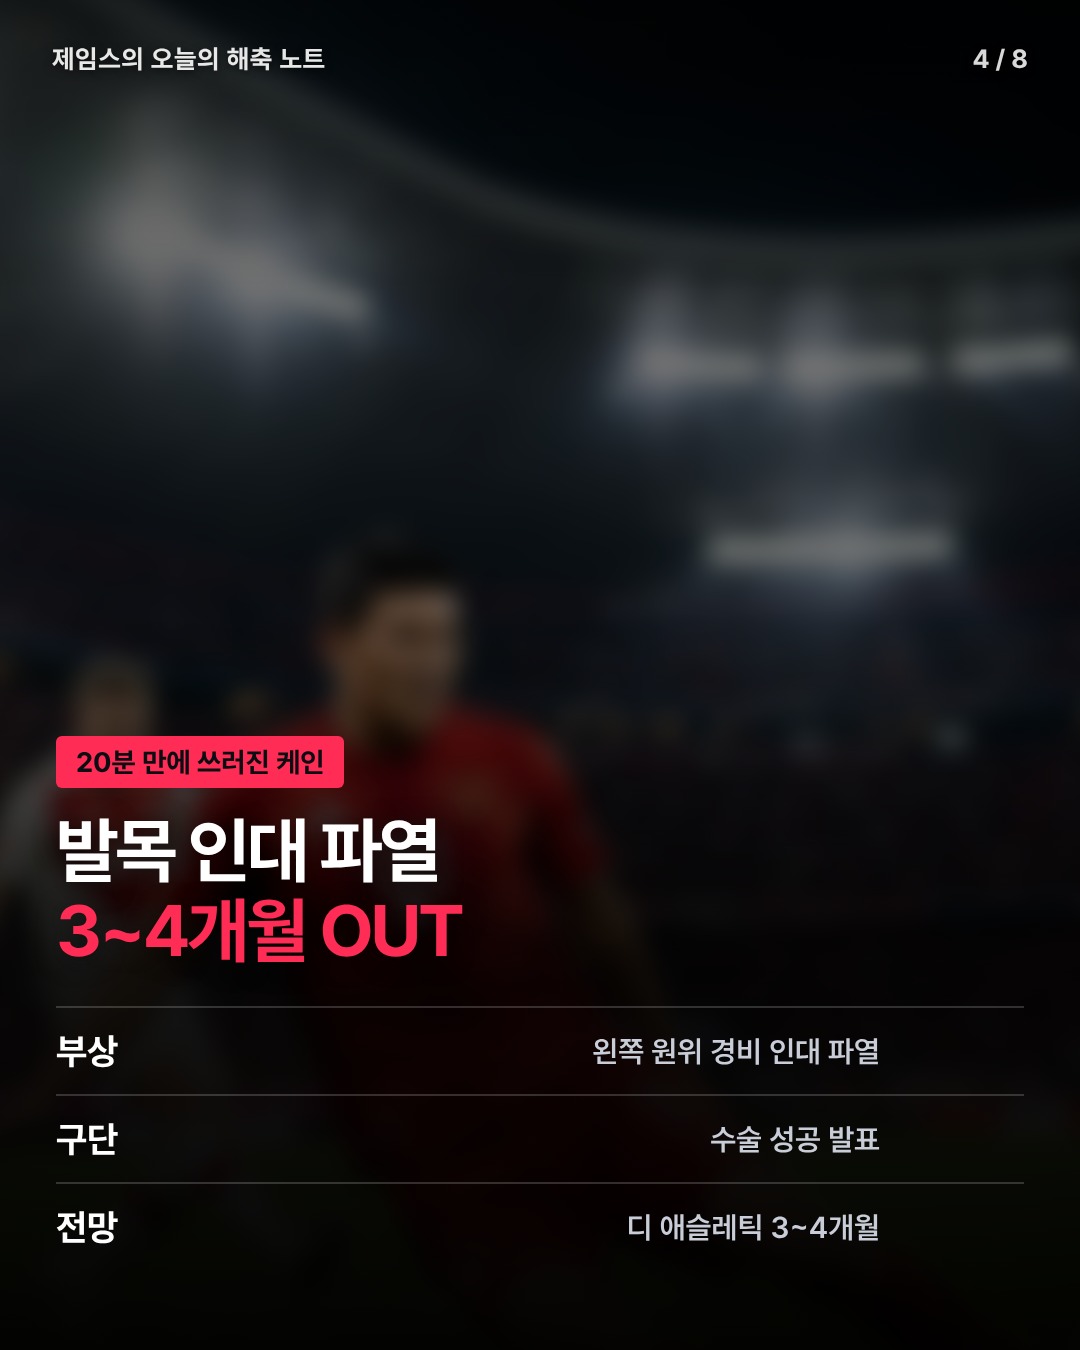 제임스의 오늘의 해축 노트
4 / 8
20분 만에 쓰러진 케인
발목 인대 파열
3~4개월 OUT
부상 왼쪽 원위 경비 인대 파열
구단 수술 성공 발표
전망 디 애슬레틱 3~4개월